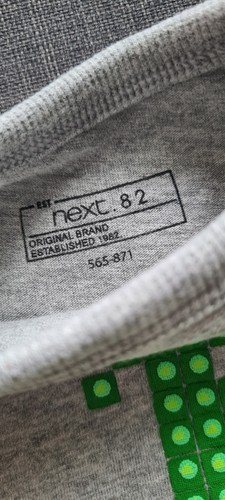 EST
next.82
ORIGINAL BRAND
ESTABLISHED 1982
565-871